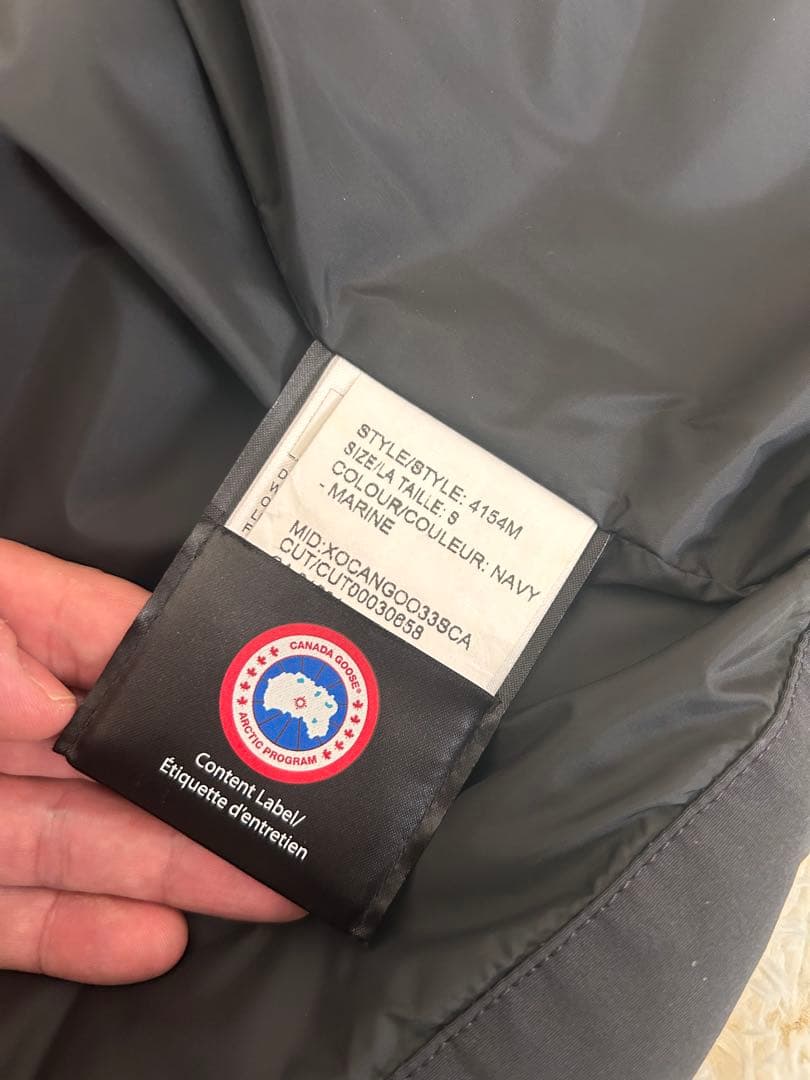 STYLE/STYLE: 4154M
SIZE/LA TAILLE: S
COLOUR/COULEUR: NAVY
- MARINE
MID:XOCANGOO33SCA
CUT/CUT00030858
CANADA GOOSE®
ARCTIC PROGRAM
Content Label/
Étiquette d'entretien